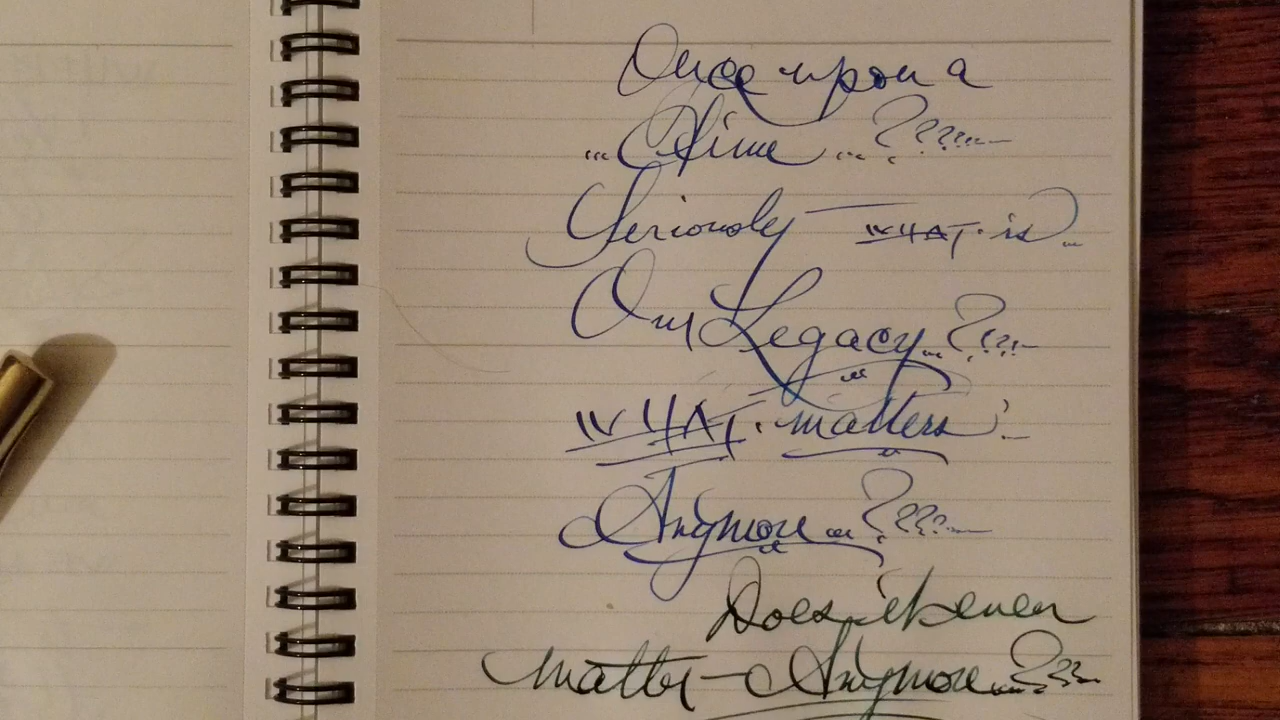 Once upon a
...Time ...?????....
Seriously - WHAT is...
Our Legacy...????..
WHAT matters
Anymore...????....
Does it even
matter - Anymore...????...